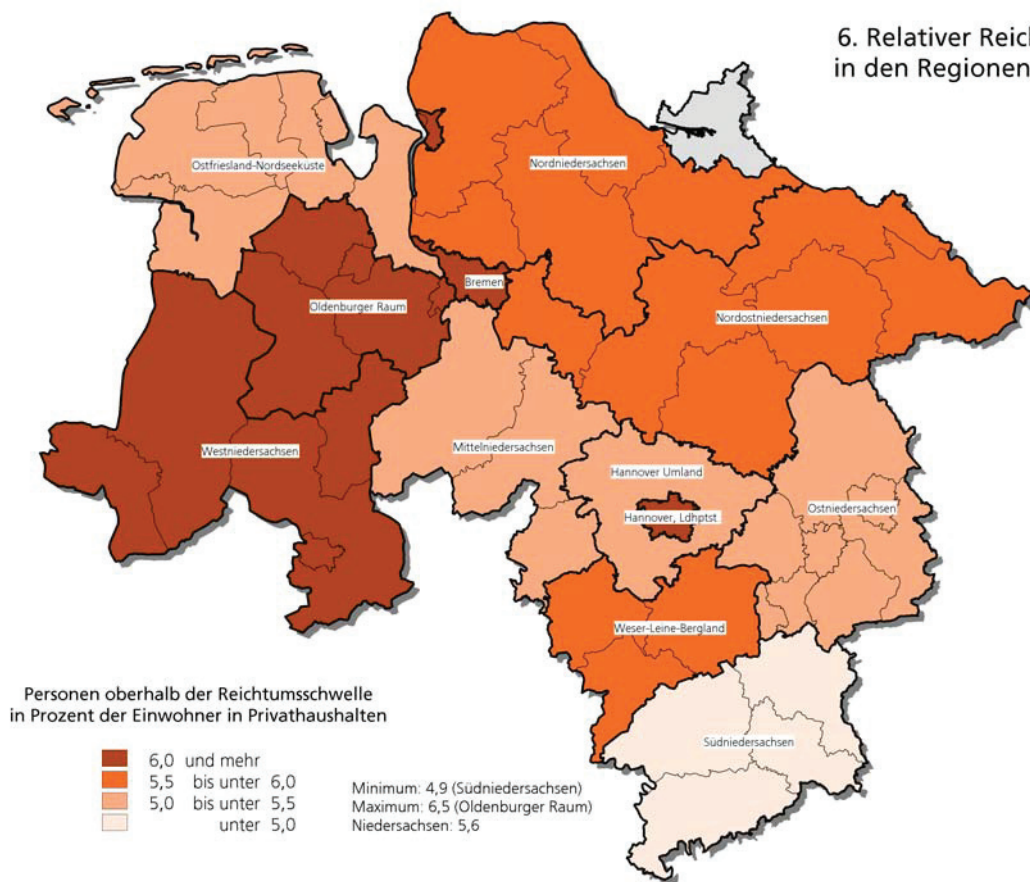 6. Relativer Reich
in den Regionen
Ostfriesland-Nordseeküste
Nordniedersachsen
Bremen
Oldenburger Raum
Nordostniedersachsen
Westniedersachsen
Mittelniedersachsen
Hannover Umland
Hannover, Ldhptst
Ostniedersachsen
Weser-Leine-Bergland
Südniedersachsen
Personen oberhalb der Reichtumsschwelle
in Prozent der Einwohner in Privathaushalten
6,0 und mehr
5,5 bis unter 6,0
5,0 bis unter 5,5
unter 5,0
Minimum: 4,9 (Südniedersachsen)
Maximum: 6,5 (Oldenburger Raum)
Niedersachsen: 5,6